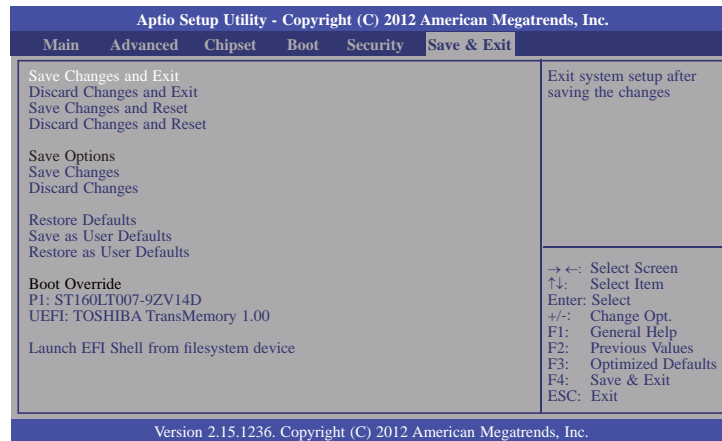 Aptio Setup Utility - Copyright (C) 2012 American Megatrends, Inc.
Main Advanced Chipset Boot Security Save & Exit
Save Changes and Exit
Discard Changes and Exit
Save Changes and Reset
Discard Changes and Reset
Save Options
Save Changes
Discard Changes
Restore Defaults
Save as User Defaults
Restore as User Defaults
Boot Override
P1: ST160LT007-9ZV14D
UEFI: TOSHIBA TransMemory 1.00
Launch EFI Shell from filesystem device
Exit system setup after
saving the changes
→ ←: Select Screen
↑↓: Select Item
Enter: Select
+/-: Change Opt.
F1: General Help
F2: Previous Values
F3: Optimized Defaults
F4: Save & Exit
ESC: Exit
Version 2.15.1236. Copyright (C) 2012 American Megatrends, Inc.